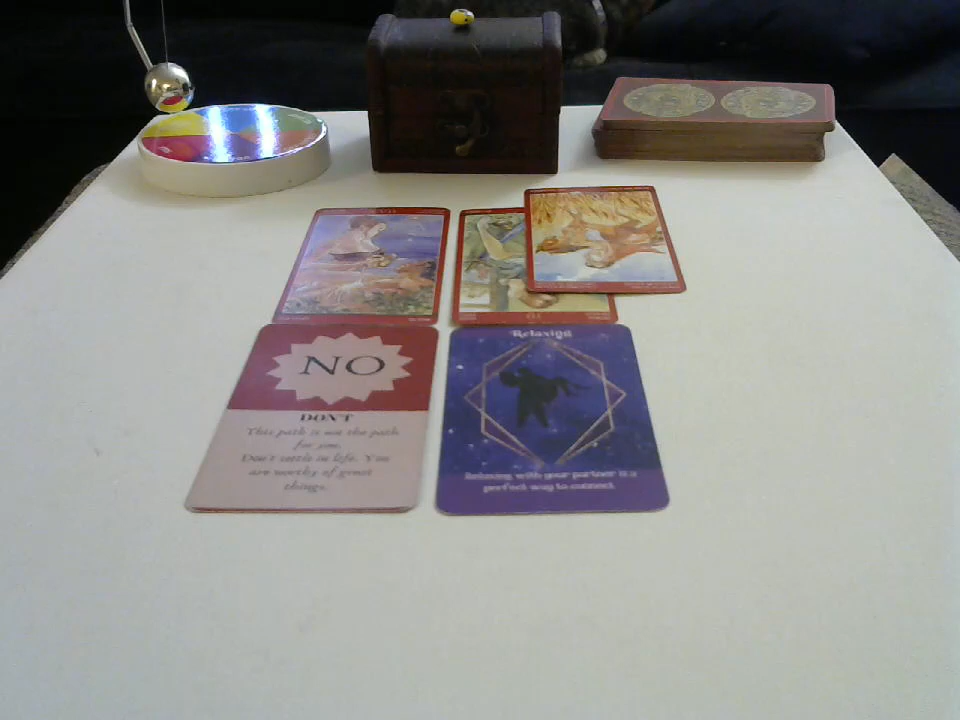 NO
DON'T
This path is not the path
for you.
Don't settle in life. You
are worthy of great
things.
Relaxing
Relaxing with your partner is a
perfect way to connect.